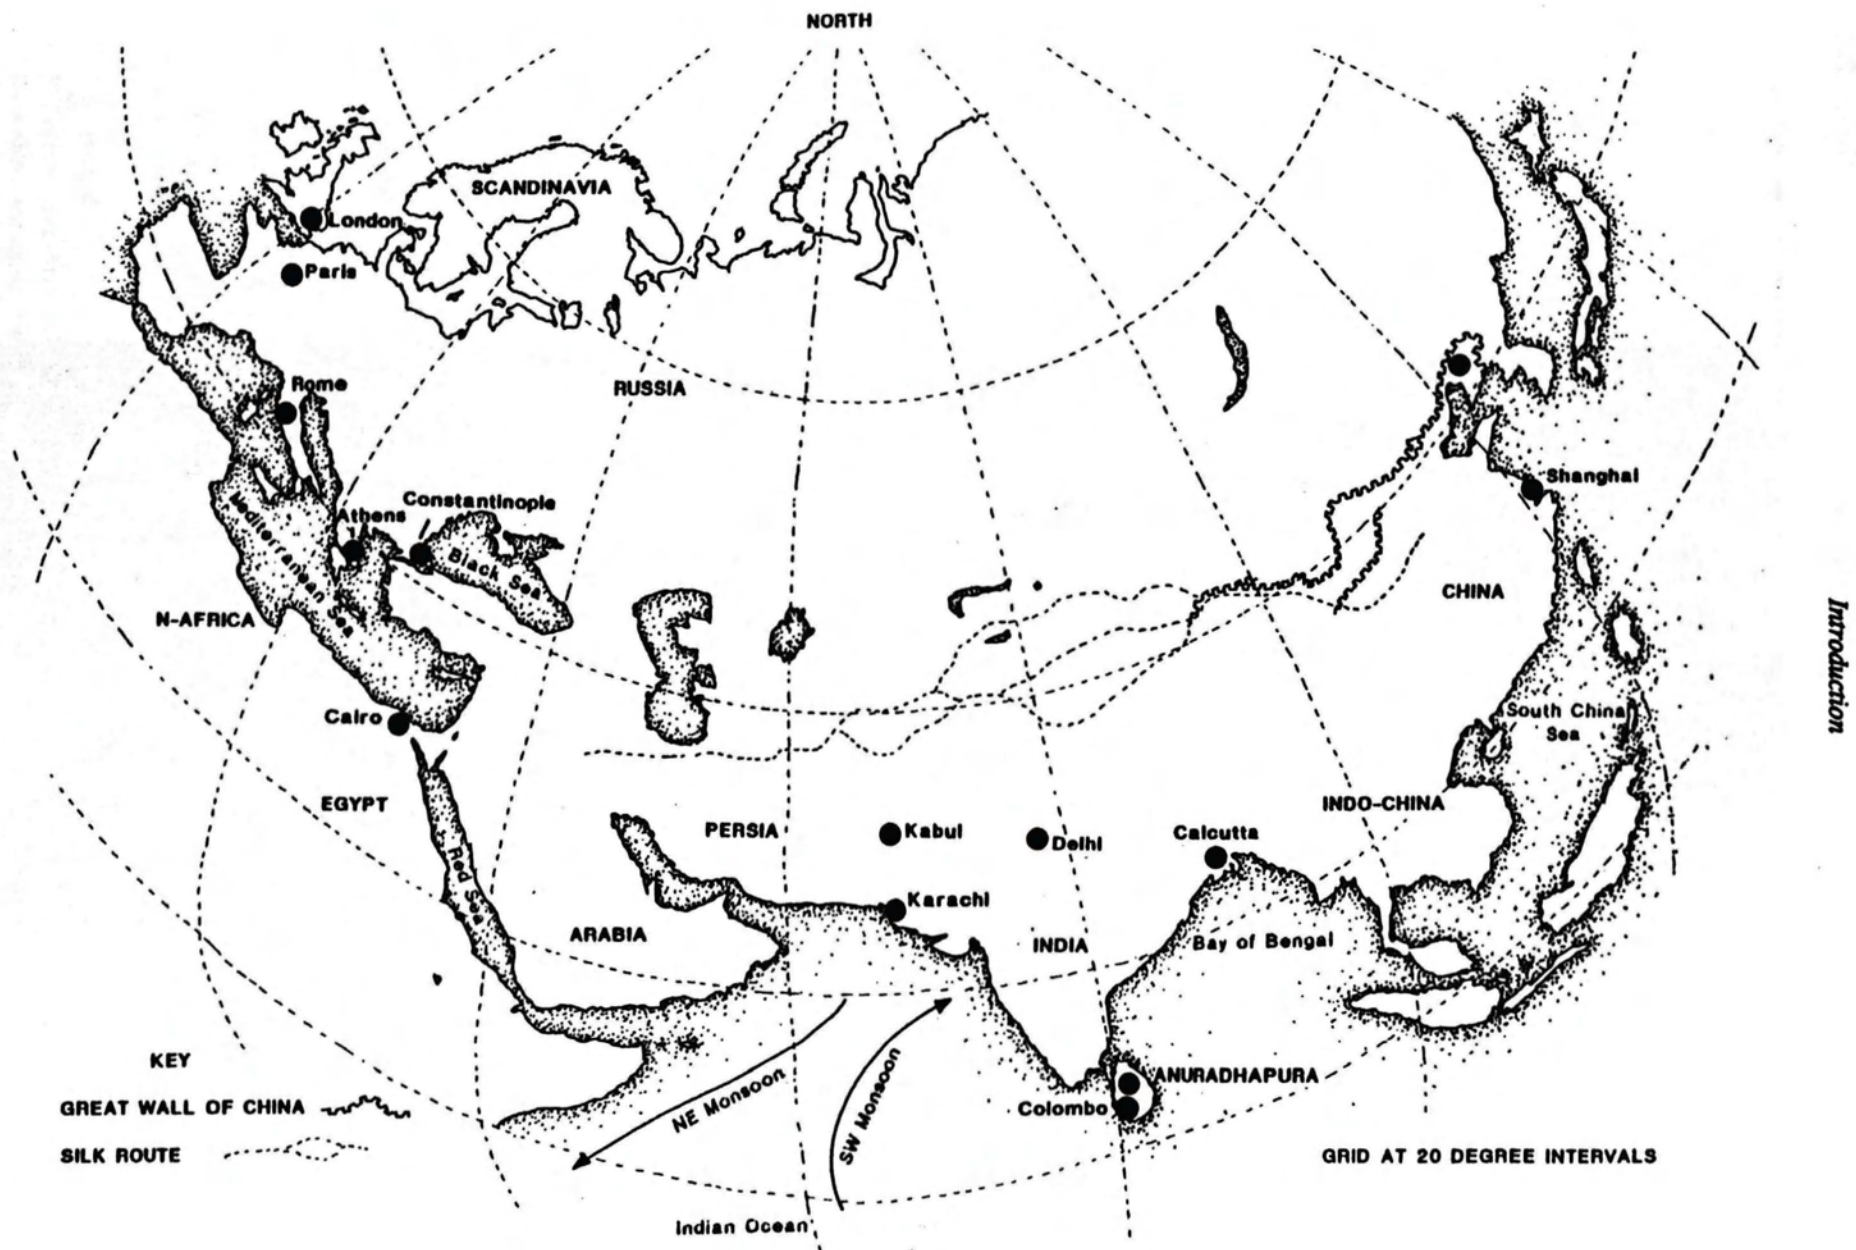 NORTH
SCANDINAVIA
London
Paris
Rome
RUSSIA
Constantinople
Athens
Black Sea
Mediterranean Sea
N-AFRICA
Shanghai
CHINA
Introduction
Cairo
South China
Sea
EGYPT
PERSIA
Kabul
Delhi
Calcutta
INDO-CHINA
Red Sea
Karachi
ARABIA
INDIA
Bay of Bengal
KEY
GREAT WALL OF CHINA
SILK ROUTE
NE Monsoon
SW Monsoon
ANURADHAPURA
Colombo
GRID AT 20 DEGREE INTERVALS
Indian Ocean